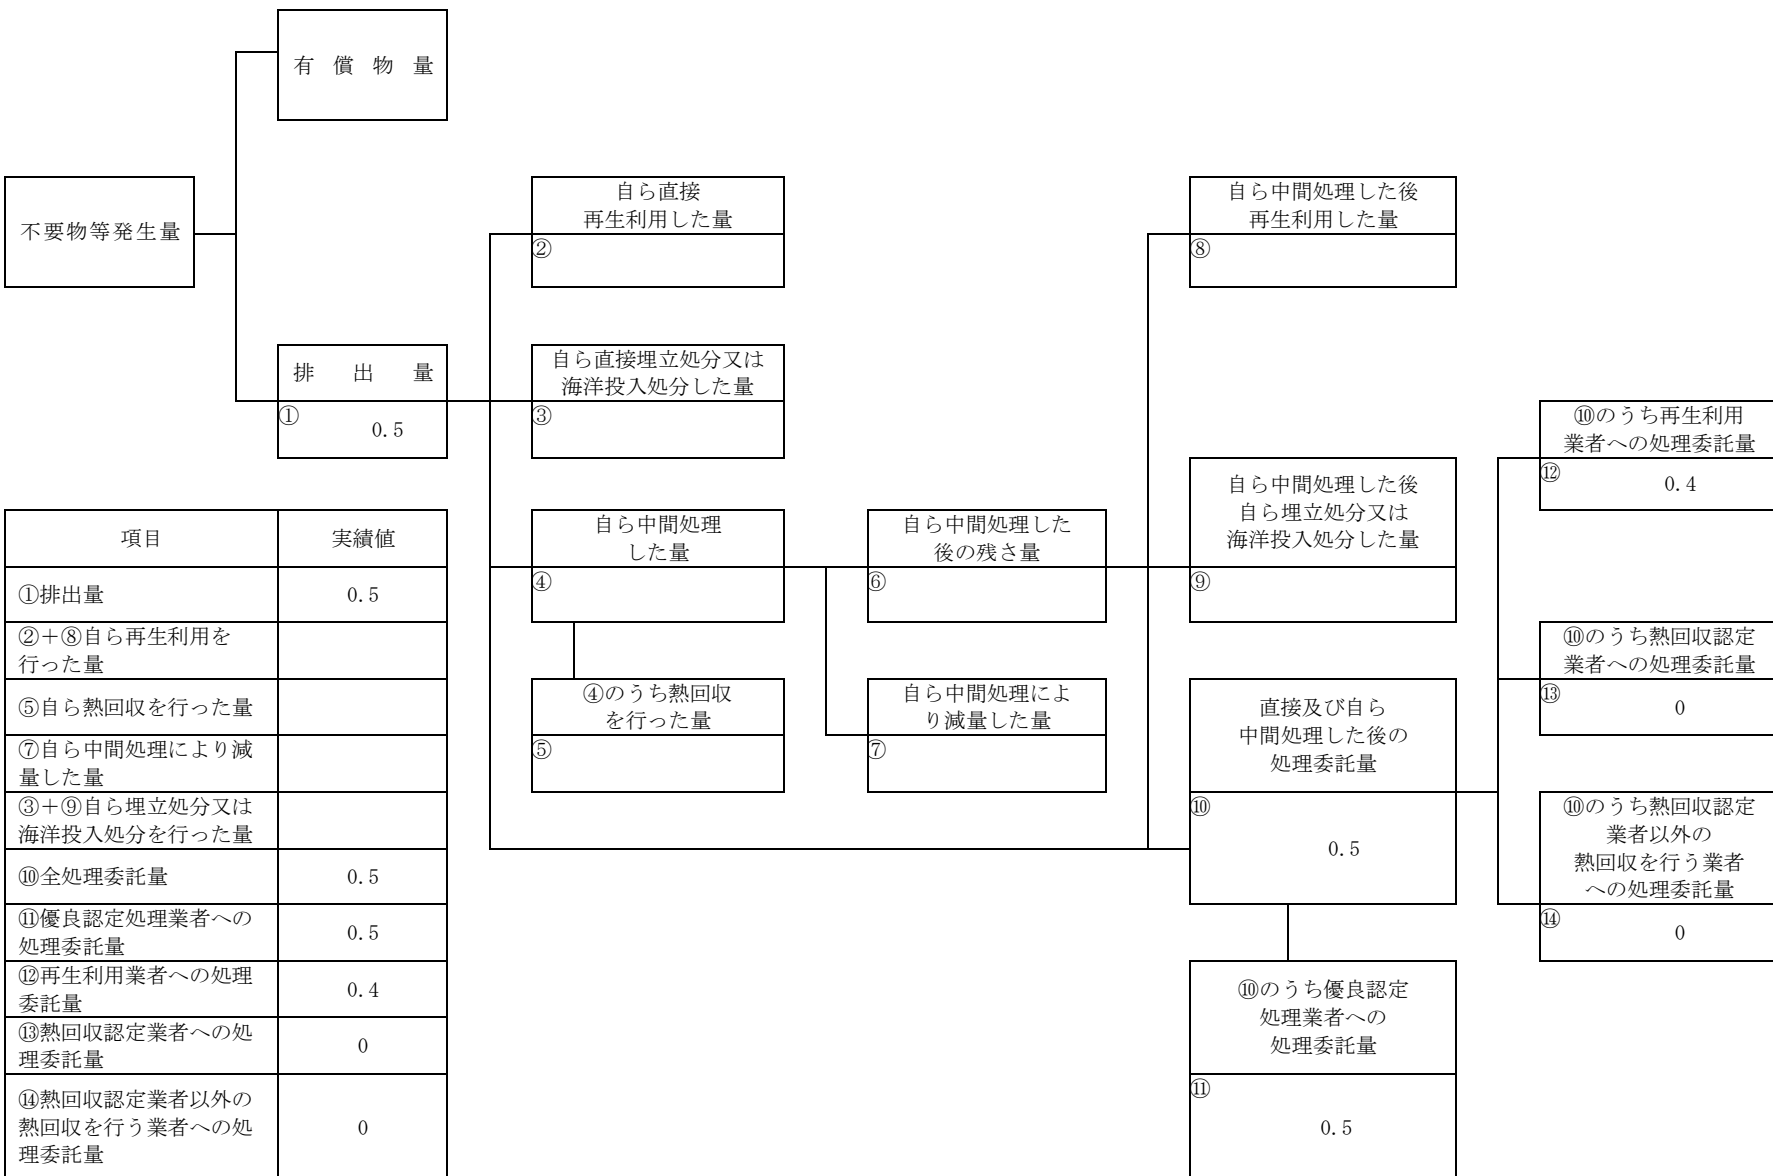 有償物量
不要物等発生量
自ら直接
再生利用した量
②
自ら中間処理した後
再生利用した量
⑧
排出量
①
0.5
自ら直接埋立処分又は
海洋投入処分した量
③
⑩のうち再生利用
業者への処理委託量
⑫
0.4
自ら中間処理した後
自ら埋立処分又は
海洋投入処分した量
⑨
自ら中間処理
した量
④
自ら中間処理した
後の残さ量
⑥
⑩のうち熱回収認定
業者への処理委託量
⑬
0
④のうち熱回収
を行った量
⑤
自ら中間処理によ
り減量した量
⑦
直接及び自ら
中間処理した後の
処理委託量
⑩
0.5
⑩のうち熱回収認定
業者以外の
熱回収を行う業者
への処理委託量
⑭
0
⑩のうち優良認定
処理業者への
処理委託量
⑪
0.5
項目 実績値
①排出量 0.5
②+⑧自ら再生利用を
行った量
⑤自ら熱回収を行った量
⑦自ら中間処理により減
量した量
③+⑨自ら埋立処分又は
海洋投入処分を行った量
⑩全処理委託量 0.5
⑪優良認定処理業者への
処理委託量 0.5
⑫再生利用業者への処理
委託量 0.4
⑬熱回収認定業者への処
理委託量 0
⑭熱回収認定業者以外の
熱回収を行う業者への処
理委託量 0